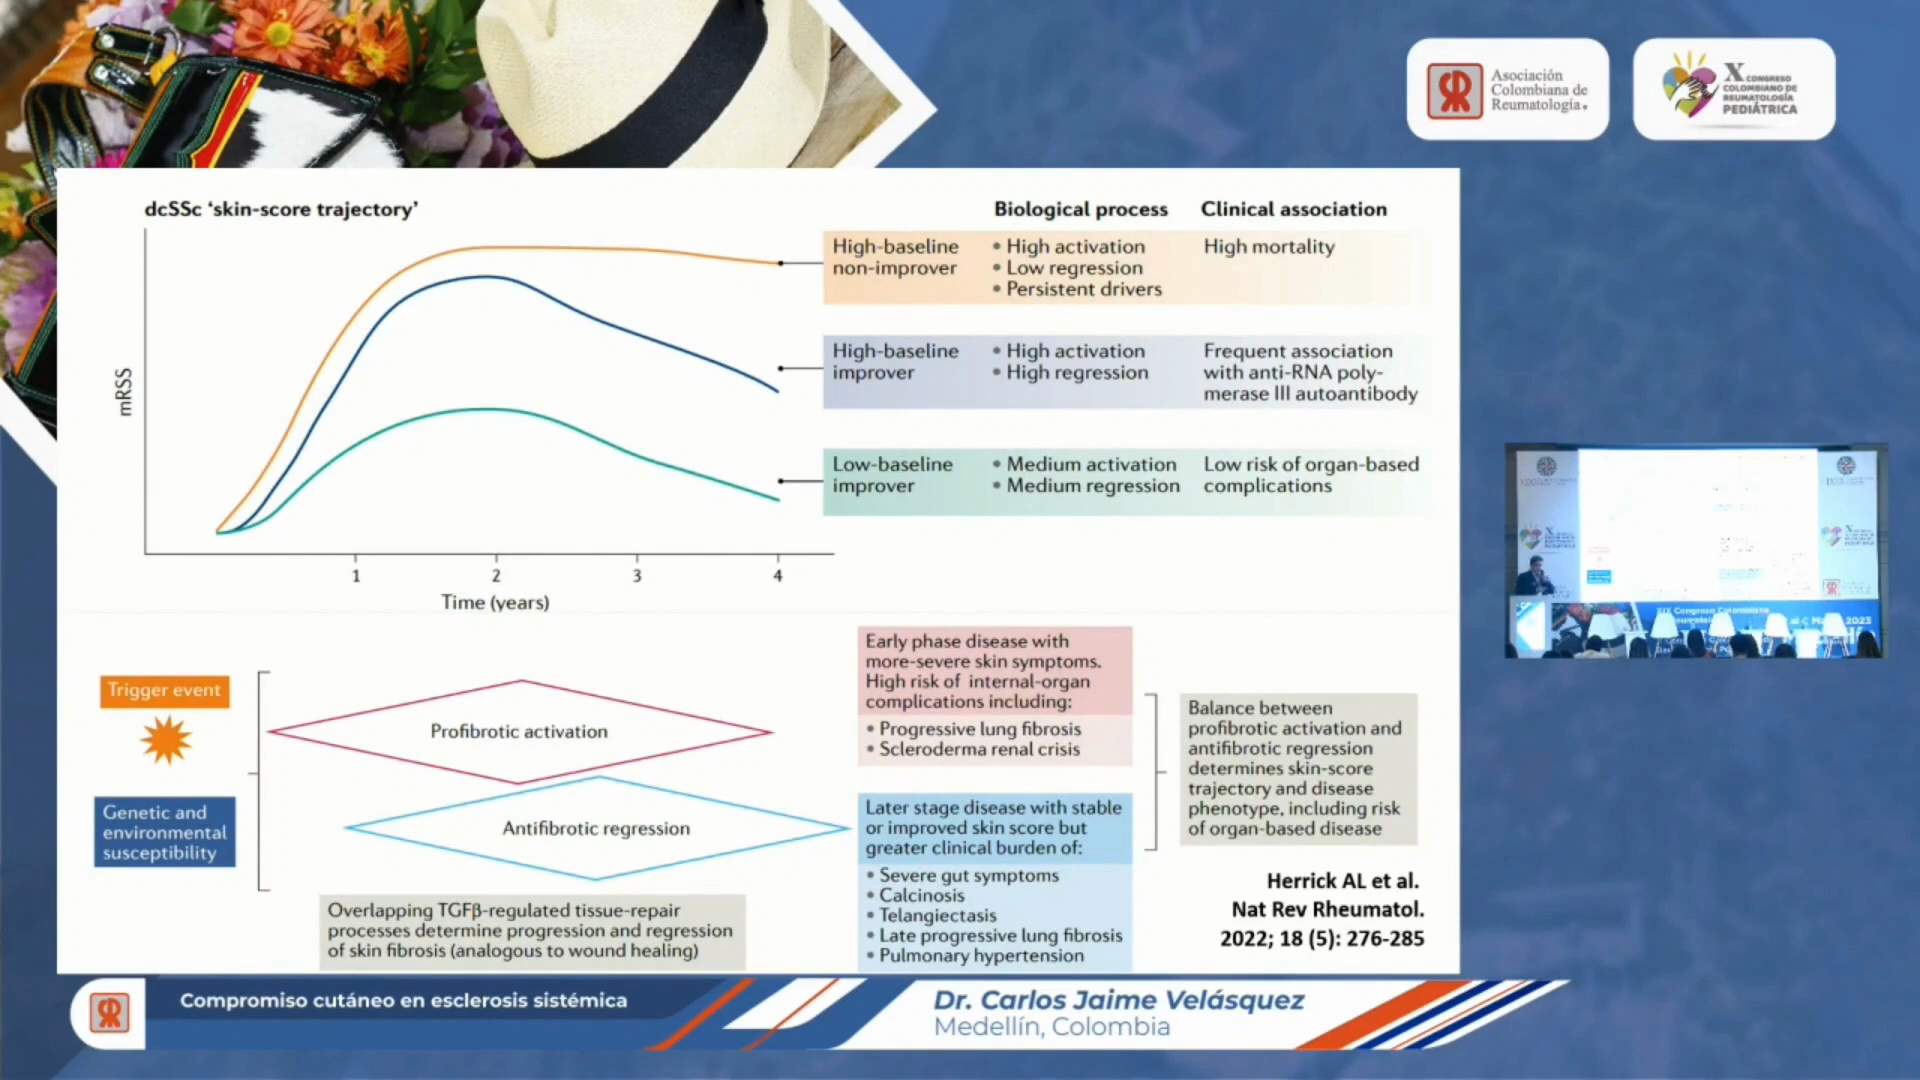 Asociación
Colombiana de
Reumatología.
X CONGRESO
COLOMBIANO DE
REUMATOLOGÍA
PEDIÁTRICA
dcSSc ‘skin-score trajectory’
Biological process
Clinical association
mRSS
High-baseline
non-improver
• High activation
• Low regression
• Persistent drivers
High mortality
High-baseline
improver
• High activation
• High regression
Frequent association
with anti-RNA poly-
merase III autoantibody
Low-baseline
improver
• Medium activation
• Medium regression
Low risk of organ-based
complications
1 2 3 4
Time (years)
Trigger event
Genetic and
environmental
susceptibility
Profibrotic activation
Antifibrotic regression
Overlapping TGFβ-regulated tissue-repair
processes determine progression and regression
of skin fibrosis (analogous to wound healing)
Early phase disease with
more-severe skin symptoms.
High risk of internal-organ
complications including:
• Progressive lung fibrosis
• Scleroderma renal crisis
Later stage disease with stable
or improved skin score but
greater clinical burden of:
• Severe gut symptoms
• Calcinosis
• Telangiectasis
• Late progressive lung fibrosis
• Pulmonary hypertension
Balance between
profibrotic activation and
antifibrotic regression
determines skin-score
trajectory and disease
phenotype, including risk
of organ-based disease
Herrick AL et al.
Nat Rev Rheumatol.
2022; 18 (5): 276-285
XIX Congreso Colombiano
2023
Compromiso cutáneo en esclerosis sistémica
Dr. Carlos Jaime Velásquez
Medellín, Colombia